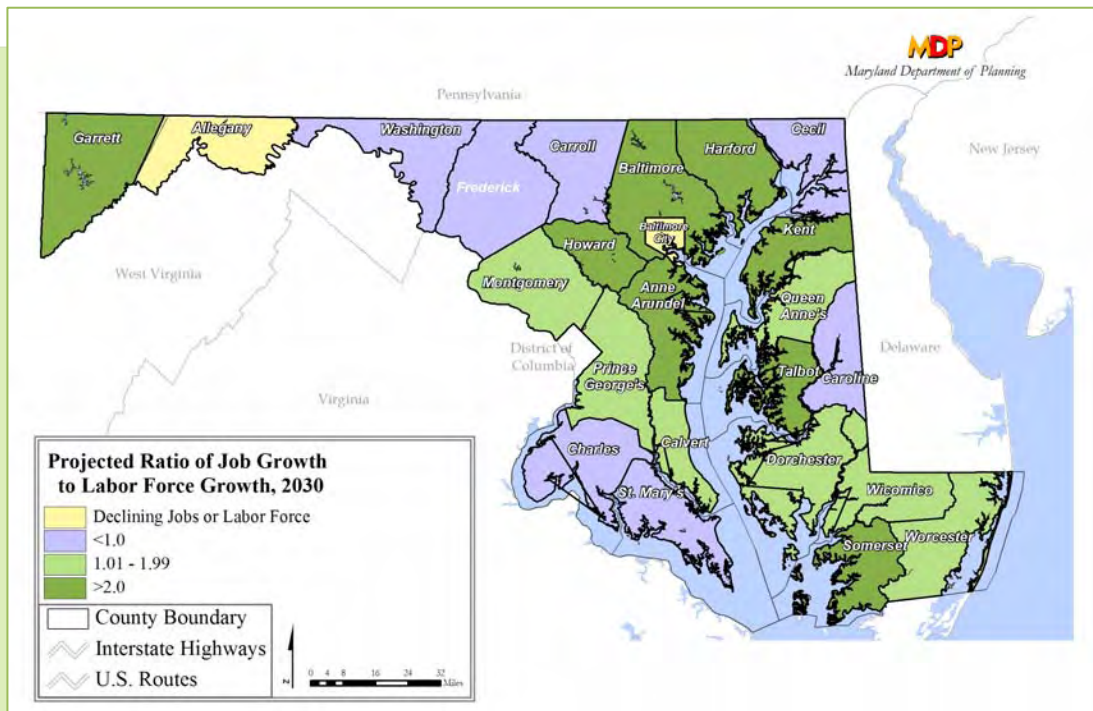 MDP
Maryland Department of Planning
Pennsylvania
New Jersey
Garrett
Allegany
Washington
Frederick
Carroll
Baltimore
Harford
Cecil
Baltimore
City
Howard
Kent
Montgomery
Anne
Arundel
Queen
Anne's
West Virginia
District of
Columbia
Delaware
Prince
George's
Talbot
Caroline
Virginia
Charles
Calvert
Dorchester
St. Mary's
Wicomico
Somerset
Worcester
Projected Ratio of Job Growth
to Labor Force Growth, 2030
Declining Jobs or Labor Force
<1.0
1.01 - 1.99
>2.0
County Boundary
Interstate Highways
U.S. Routes
N
0 4 8 16 24 32
Miles